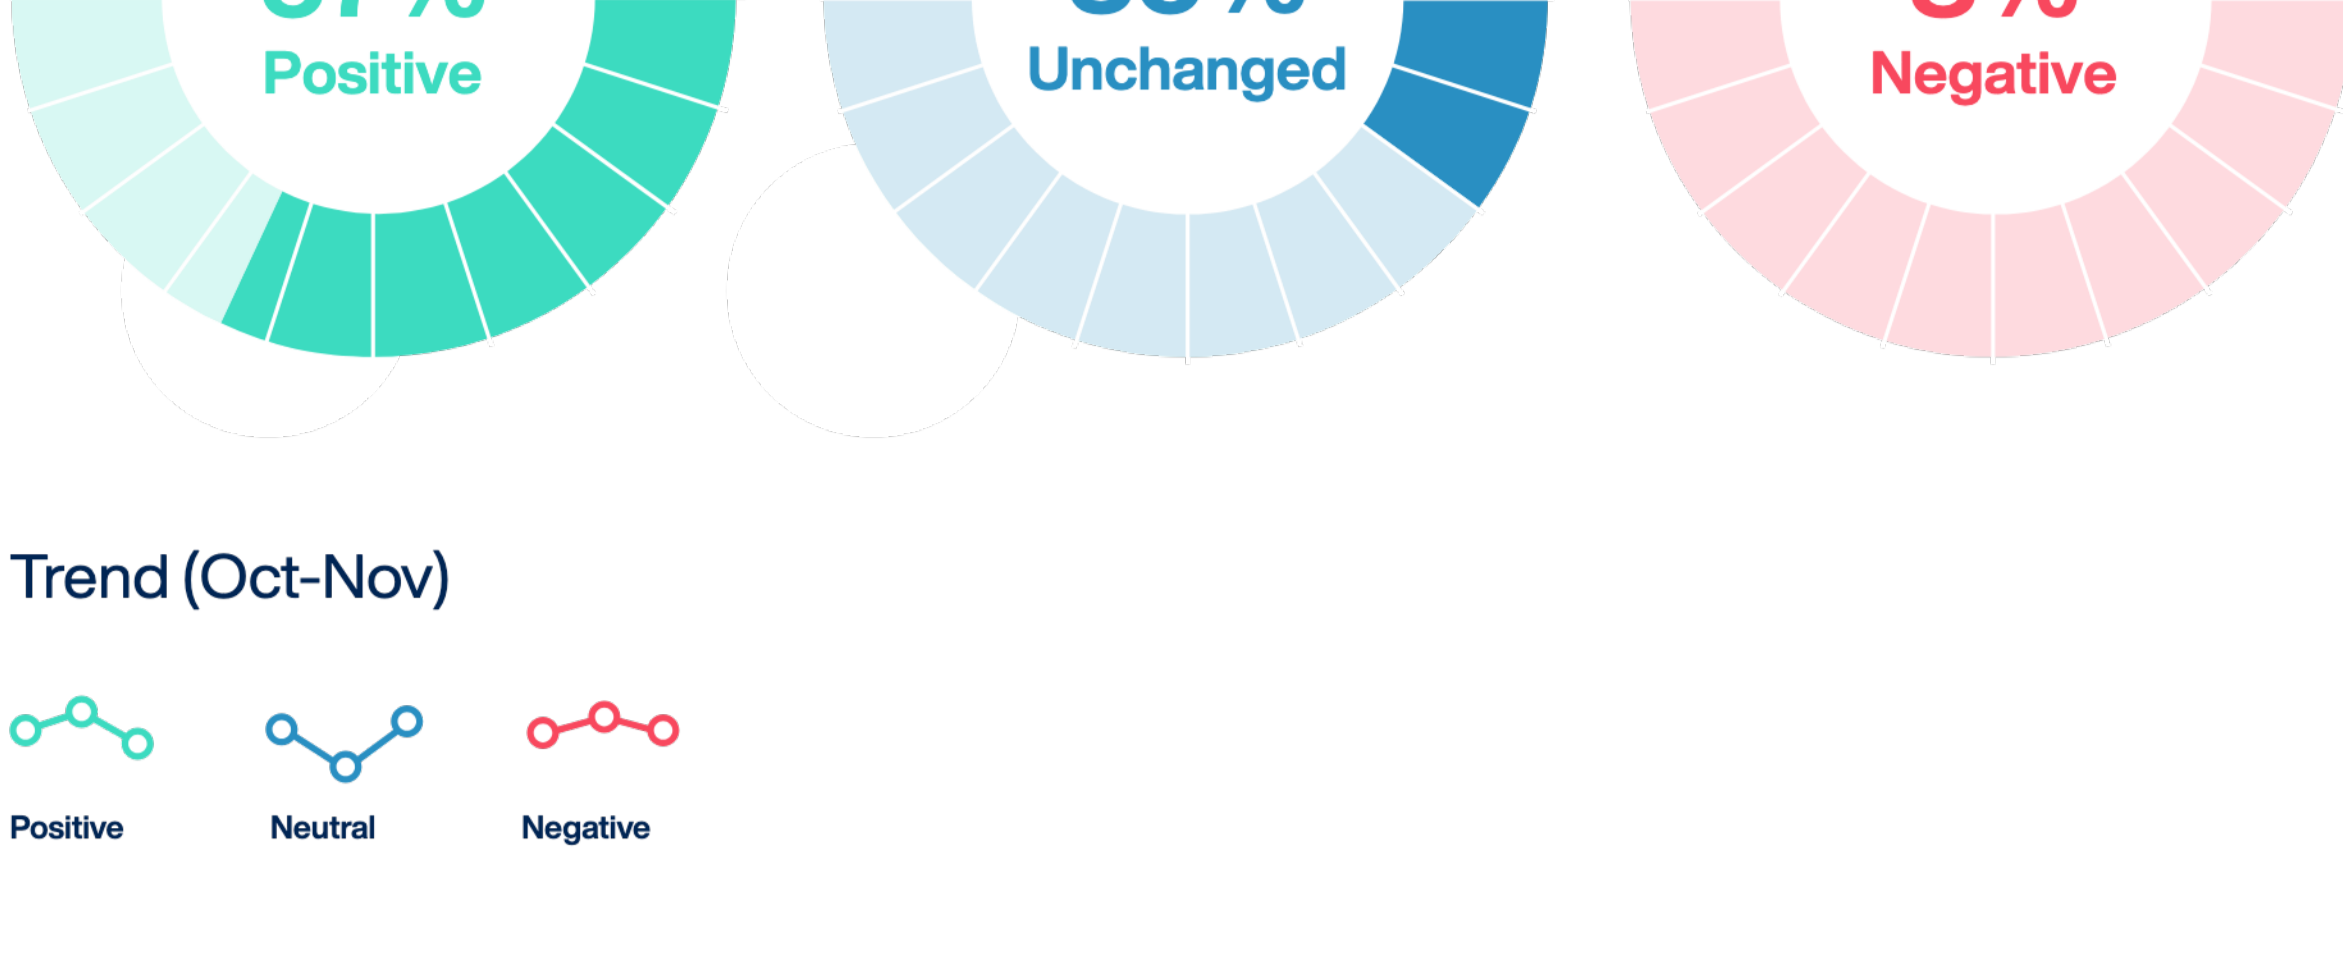 Positive
Unchanged
Negative
Trend (Oct-Nov)
Positive
Neutral
Negative